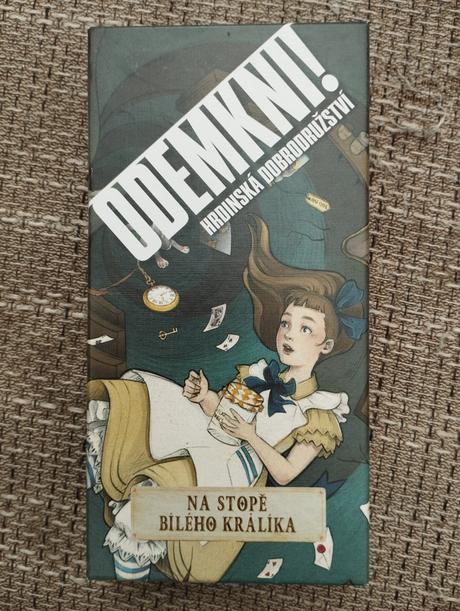 ODEMKNI!
HRDINSKÁ DOBRODRUŽSTVÍ
NA STOPĚ
BÍLÉHO KRÁLÍKA